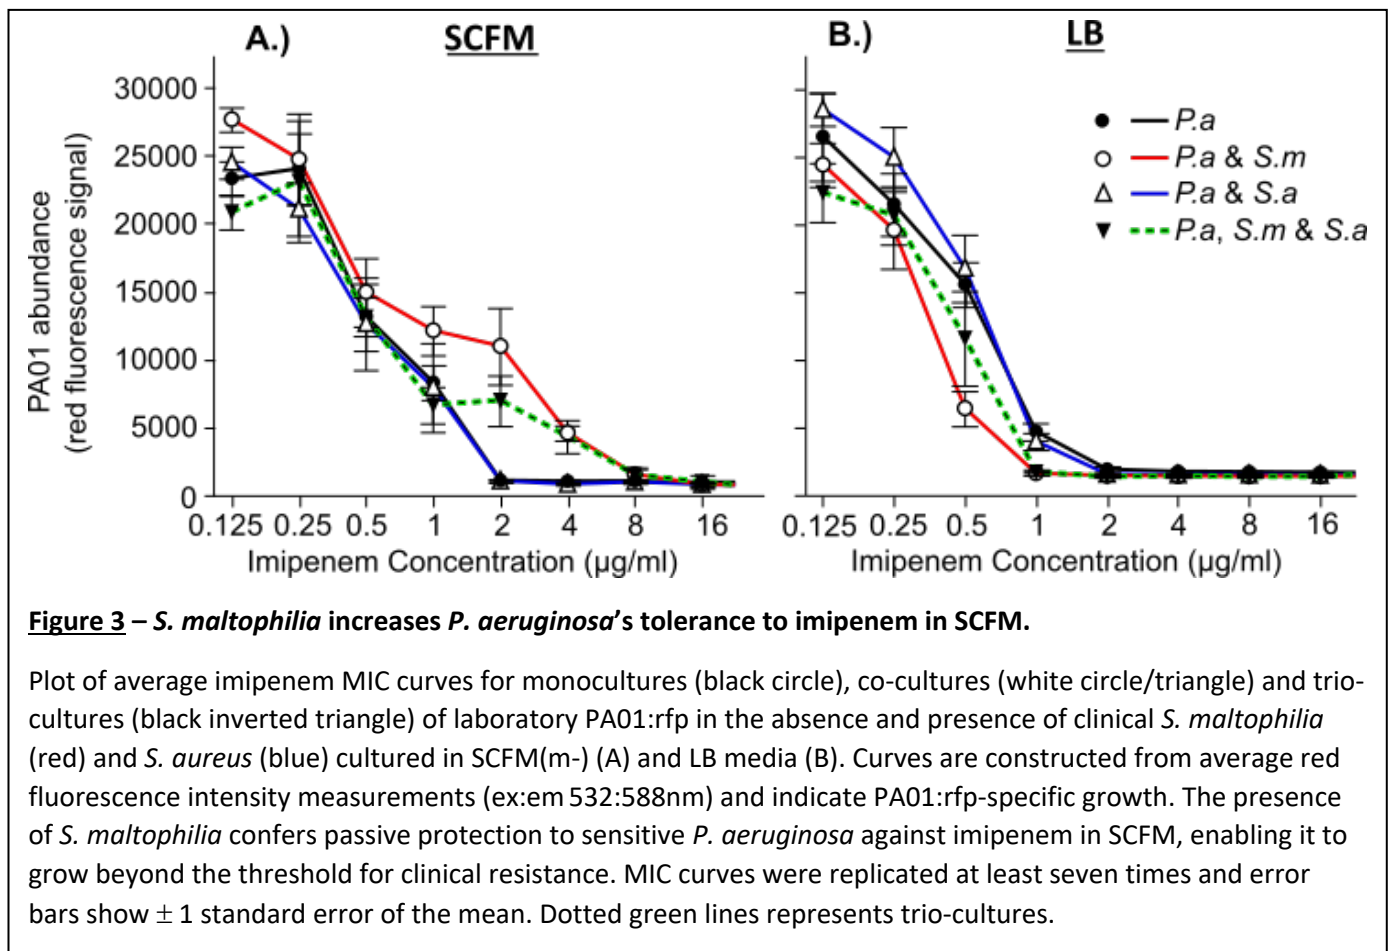 A.) SCFM
B.) LB
30000
25000
20000
15000
10000
5000
0
PA01 abundance
(red fluorescence signal)
0.125 0.25 0.5 1 2 4 8 16
Imipenem Concentration (µg/ml)
P.a
P.a & S.m
P.a & S.a
P.a, S.m & S.a
0.125 0.25 0.5 1 2 4 8 16
Imipenem Concentration (µg/ml)
Figure 3 – S. maltophilia increases P. aeruginosa's tolerance to imipenem in SCFM.
Plot of average imipenem MIC curves for monocultures (black circle), co-cultures (white circle/triangle) and trio-
cultures (black inverted triangle) of laboratory PA01:rfp in the absence and presence of clinical S. maltophilia
(red) and S. aureus (blue) cultured in SCFM(m-) (A) and LB media (B). Curves are constructed from average red
fluorescence intensity measurements (ex:em 532:588nm) and indicate PA01:rfp-specific growth. The presence
of S. maltophilia confers passive protection to sensitive P. aeruginosa against imipenem in SCFM, enabling it to
grow beyond the threshold for clinical resistance. MIC curves were replicated at least seven times and error
bars show ± 1 standard error of the mean. Dotted green lines represents trio-cultures.